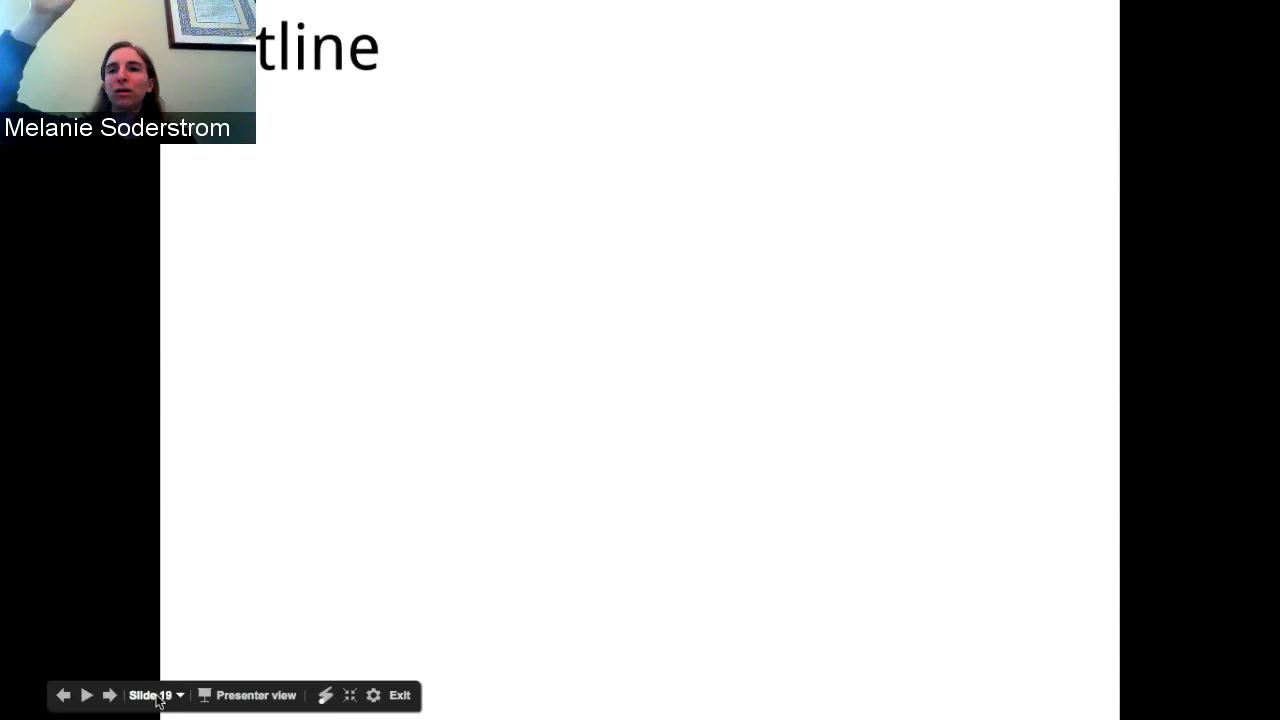 tline
Melanie Soderstrom
Slide 19
Presenter view
Exit